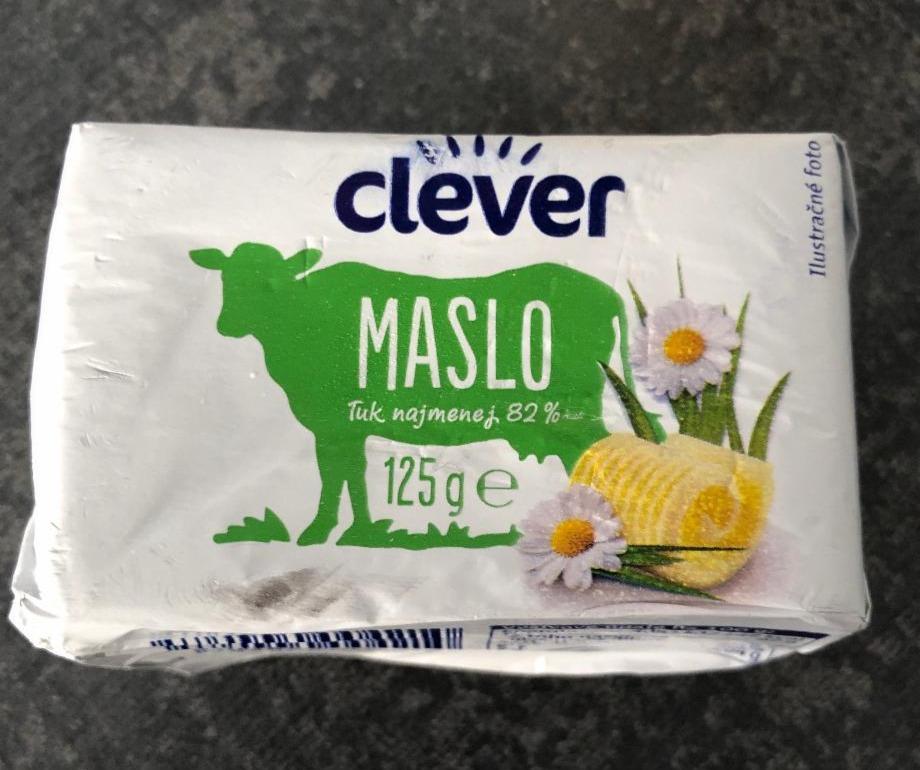 clever
MASLO
Tuk najmenej 82 %
125 g ℮
Ilustračné foto